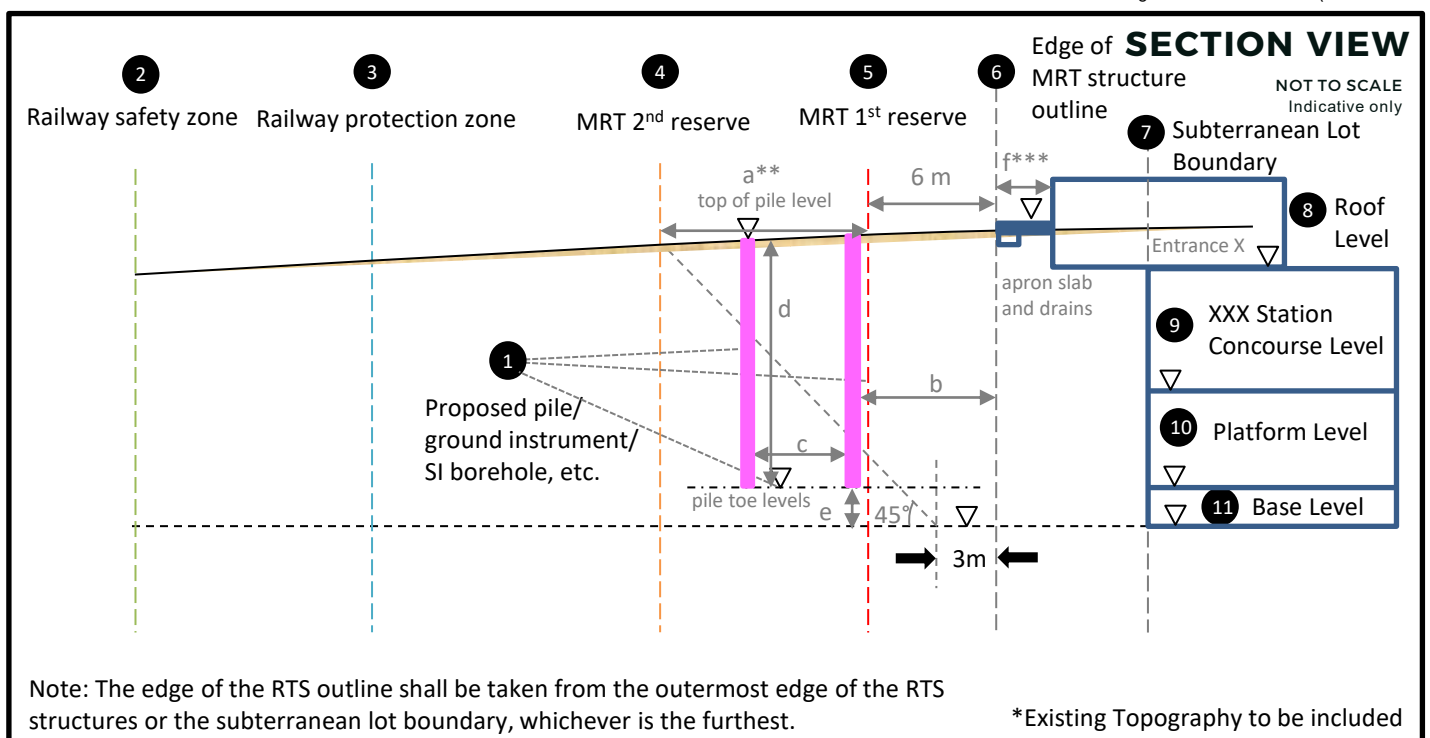 Edge of
MRT structure
outline
SECTION VIEW
NOT TO SCALE
Indicative only
2
3
4
5
6
Railway safety zone
Railway protection zone
MRT 2nd reserve
MRT 1st reserve
7
Subterranean Lot
Boundary
a**
top of pile level
6 m
f***
8
Roof
Level
Entrance X
apron slab
and drains
d
9
XXX Station
Concourse Level
1
Proposed pile/
ground instrument/
SI borehole, etc.
b
c
10
Platform Level
pile toe levels
e
45°
11
Base Level
3m
Note: The edge of the RTS outline shall be taken from the outermost edge of the RTS
structures or the subterranean lot boundary, whichever is the furthest.
*Existing Topography to be included